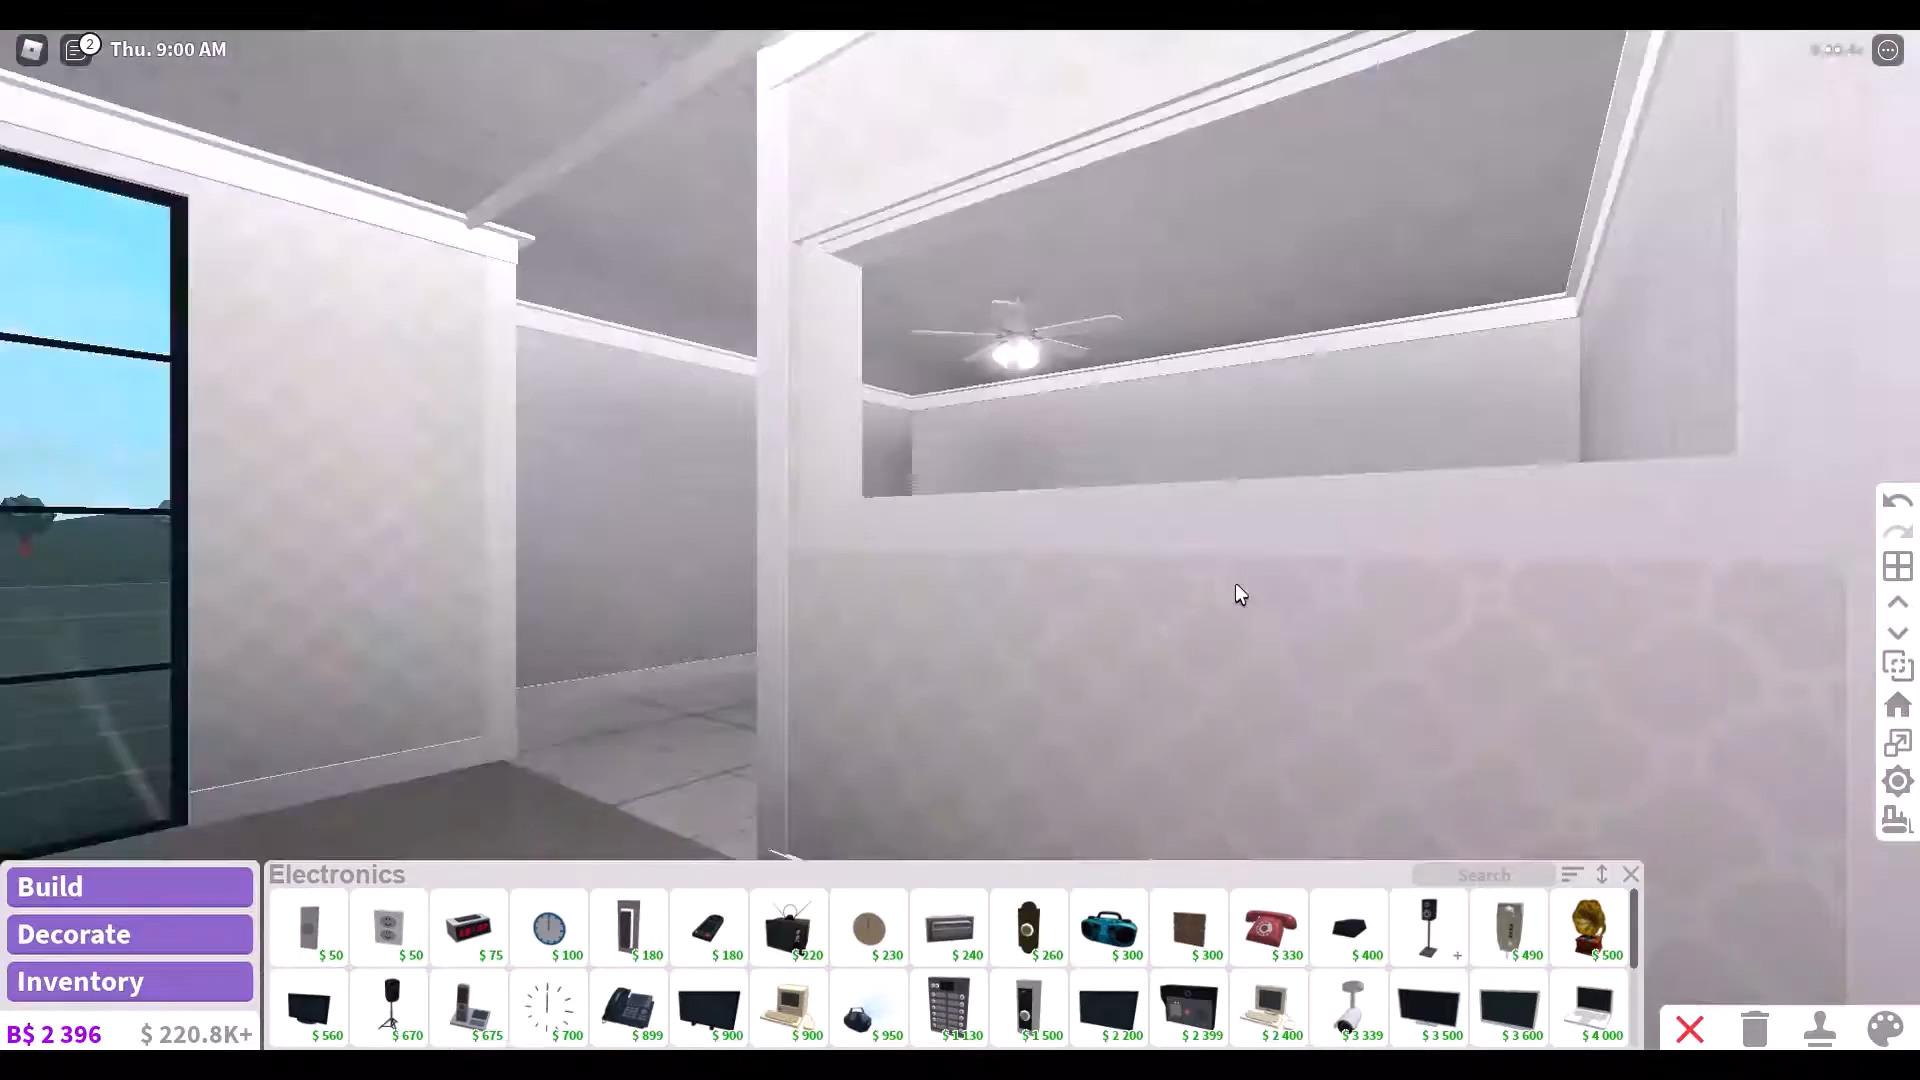 2
Thu. 9:00 AM
Build
Decorate
Inventory
B$ 2 396
$ 220.8K+
Electronics
Search
$ 50
$ 50
$ 75
$ 100
$ 180
$ 180
$ 220
$ 230
$ 240
$ 260
$ 300
$ 300
$ 330
$ 400
+
$ 490
$ 500
$ 560
$ 670
$ 675
$ 700
$ 899
$ 900
$ 900
$ 950
$ 1 130
$ 1 500
$ 2 200
$ 2 399
$ 2 400
$ 3 339
$ 3 500
$ 3 600
$ 4 000